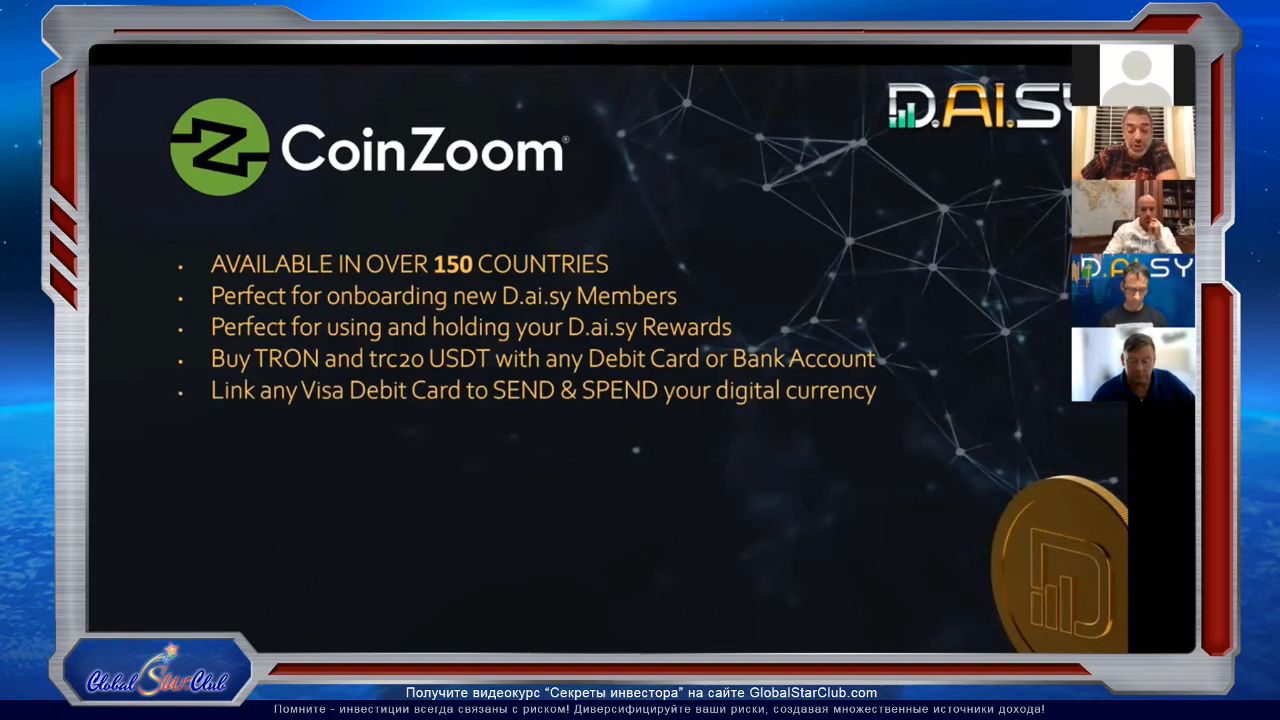 CoinZoom®
D.AI.SY
D.AI.SY
• AVAILABLE IN OVER 150 COUNTRIES
• Perfect for onboarding new D.ai.sy Members
• Perfect for using and holding your D.ai.sy Rewards
• Buy TRON and trc20 USDT with any Debit Card or Bank Account
• Link any Visa Debit Card to SEND & SPEND your digital currency
Global Star Club
Получите видеокурс “Секреты инвестора” на сайте GlobalStarClub.com
Помните - инвестиции всегда связаны с риском! Диверсифицируйте ваши риски, создавая множественные источники дохода!